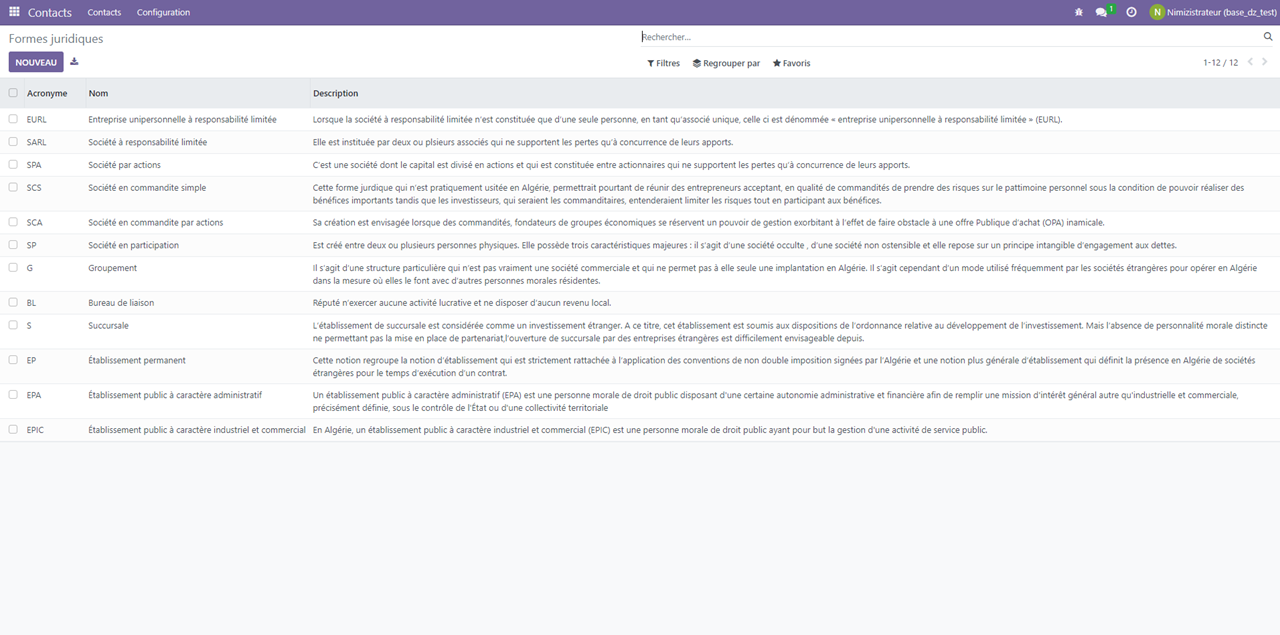 Contacts Contacts Configuration 1 N Nimizistrateur (base_dz_test)
Formes juridiques Rechercher...
NOUVEAU Filtres Regrouper par Favoris 1-12 / 12
Acronyme Nom Description
EURL Entreprise unipersonnelle à responsabilité limitée Lorsque la société à responsabilité limitée n'est constituée que d'une seule personne, en tant qu'associé unique, celle ci est dénommée « entreprise unipersonnelle à responsabilité limitée » (EURL).
SARL Société à responsabilité limitée Elle est instituée par deux ou plsieurs associés qui ne supportent les pertes qu'à concurrence de leurs apports.
SPA Société par actions C'est une société dont le capital est divisé en actions et qui est constituée entre actionnaires qui ne supportent les pertes qu'à concurrence de leurs apports.
SCS Société en commandite simple Cette forme jurdique qui n'est pratiquement usitée en Algérie, permettrait pourtant de réunir des entrepreneurs acceptant, en qualité de commandités de prendre des risques sur le pattimoine personnel sous la condition de pouvoir réaliser des
bénéfices importants tandis que les investisseurs, qui seraient les commanditaires, entenderaient limiter les risques tout en participant aux bénéfices.
SCA Société en commandite par actions Sa création est envisagée lorsque des commandités, fondateurs de groupes économiques se réservent un pouvoir de gestion exorbitant à l'effet de faire obstacle à une offre Publique d'achat (OPA) inamicale.
SP Société en participation Est créé entre deux ou plusieurs personnes physiques. Elle possède trois caractéristiques majeures : il s'agit d'une société occulte , d'une société non ostensible et elle repose sur un principe intangible d'engagement aux dettes.
G Groupement Il s'agit d'une structure particulière qui n'est pas vraiment une société commerciale et qui ne permet pas à elle seule une implantation en Algérie. Il s'agit cependant d'un mode utilisé fréquemment par les sociétés étrangères pour opérer en Algérie
dans la mesure où elles le font avec d'autres personnes morales résidentes.
BL Bureau de liaison Réputé n'exercer aucune activité lucrative et ne disposer d'aucun revenu local.
S Succursale L'établissement de succursale est considérée comme un investissement étranger. A ce titre, cet établissement est soumis aux dispositions de l'ordonnance relative au développement de l'investissement. Mais l'absence de personnalité morale distincte
ne permettant pas la mise en place de partenariat,l'ouverture de succursale par des entreprises étrangères est difficilement envisageable depuis.
EP Établissement permanent Cette notion regroupe la notion d'établissement qui est strictement rattachée à l'application des conventions de non double imposition signées par l'Algérie et une notion plus générale d'établissement qui définit la présence en Algérie de sociétés
étrangères pour le temps d'exécution d'un contrat.
EPA Établissement public à caractère administratif Un établissement public à caractère administratif (EPA) est une personne morale de droit public disposant d'une certaine autonomie administrative et financière afin de remplir une mission d'intérêt général autre qu'industrielle et commerciale,
précisément définie, sous le contrôle de l'État ou d'une collectivité territoriale
EPIC Établissement public à caractère industriel et commercial En Algérie, un établissement public à caractère industriel et commercial (EPIC) est une personne morale de droit public ayant pour but la gestion d'une activité de service public.